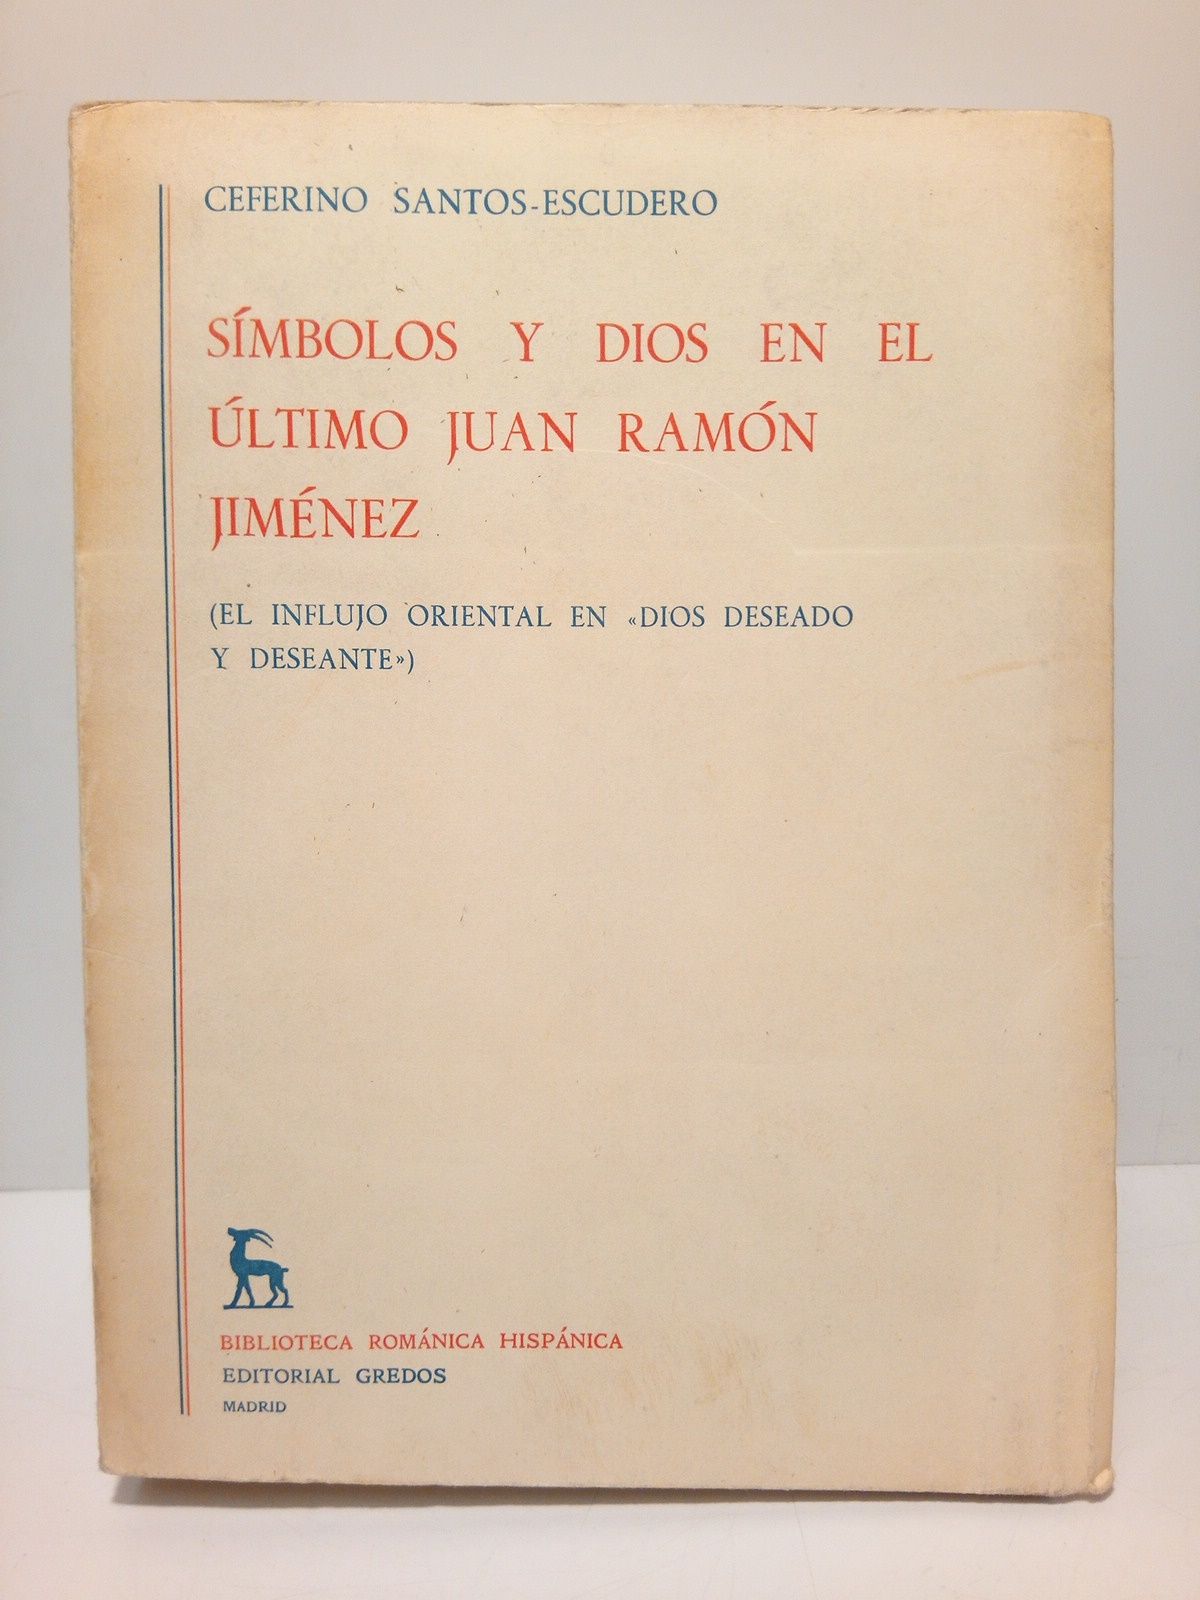 CEFERINO SANTOS-ESCUDERO
SÍMBOLOS Y DIOS EN EL
ÚLTIMO JUAN RAMÓN
JIMÉNEZ
(EL INFLUJO ORIENTAL EN «DIOS DESEADO
Y DESEANTE»)
BIBLIOTECA ROMÁNICA HISPÁNICA
EDITORIAL GREDOS
MADRID